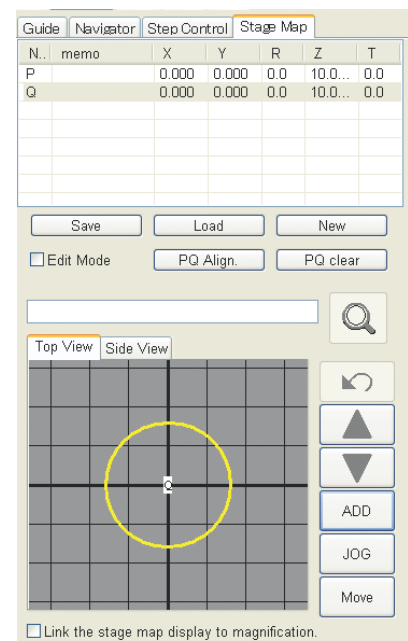 Guide Navigator Step Control Stage Map
N.. memo X Y R Z T
P 0.000 0.000 0.0 10.0... 0.0
Q 0.000 0.000 0.0 10.0... 0.0
Save Load New
Edit Mode PQ Align. PQ clear
Top View Side View
Q
ADD
JOG
Move
Link the stage map display to magnification.